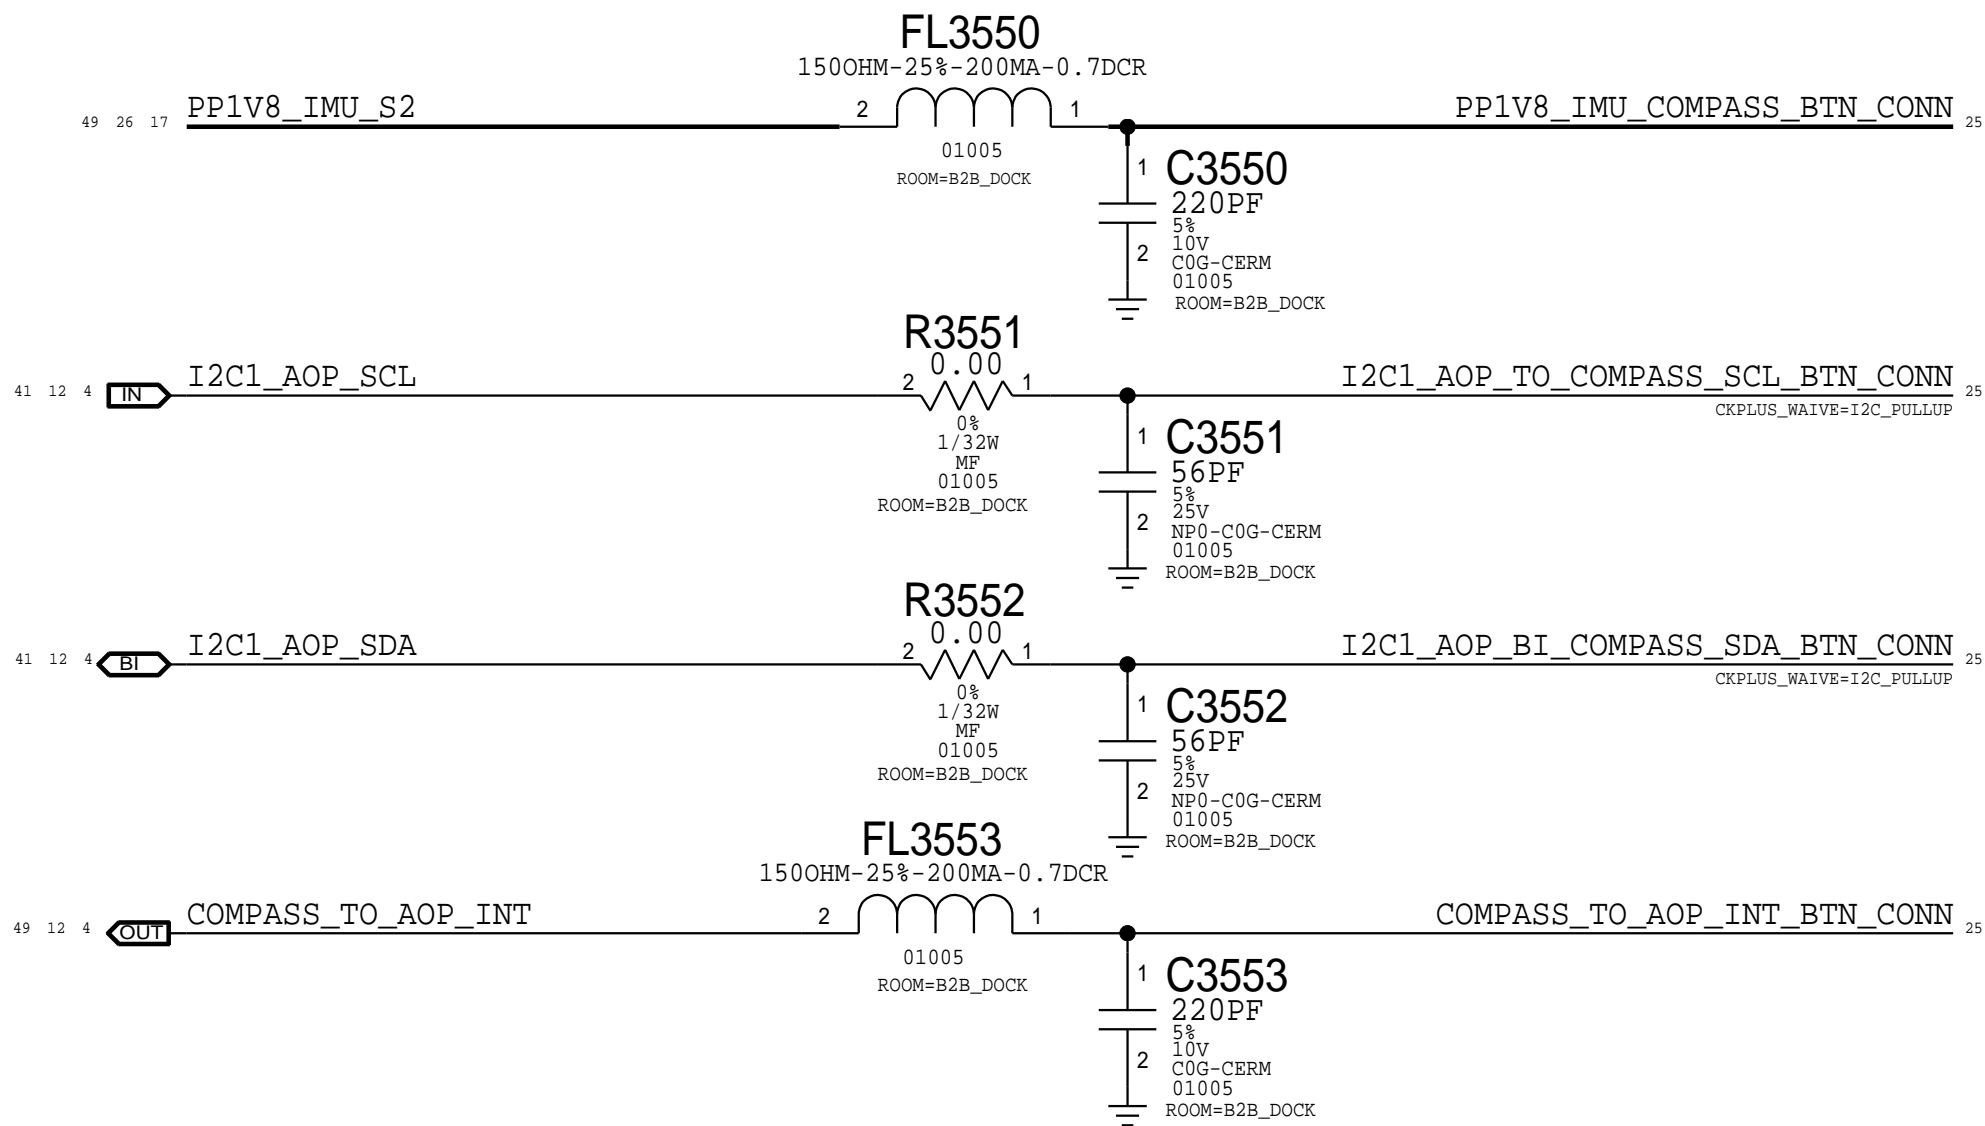 FL3550
150OHM-25%-200MA-0.7DCR
49 26 17 PP1V8_IMU_S2 2 1 PP1V8_IMU_COMPASS_BTN_CONN 25
01005
ROOM=B2B_DOCK
1 C3550
220PF
5%
10V
2 C0G-CERM
01005
ROOM=B2B_DOCK
R3551
0.00
41 12 4 IN I2C1_AOP_SCL 2 1 I2C1_AOP_TO_COMPASS_SCL_BTN_CONN 25
CKPLUS_WAIVE=I2C_PULLUP
0%
1/32W
MF
01005
ROOM=B2B_DOCK
1 C3551
56PF
5%
25V
2 NP0-C0G-CERM
01005
ROOM=B2B_DOCK
R3552
0.00
41 12 4 BI I2C1_AOP_SDA 2 1 I2C1_AOP_BI_COMPASS_SDA_BTN_CONN 25
CKPLUS_WAIVE=I2C_PULLUP
0%
1/32W
MF
01005
ROOM=B2B_DOCK
1 C3552
56PF
5%
25V
2 NP0-C0G-CERM
01005
ROOM=B2B_DOCK
FL3553
150OHM-25%-200MA-0.7DCR
49 12 4 OUT COMPASS_TO_AOP_INT 2 1 COMPASS_TO_AOP_INT_BTN_CONN 25
01005
ROOM=B2B_DOCK
1 C3553
220PF
5%
10V
2 C0G-CERM
01005
ROOM=B2B_DOCK